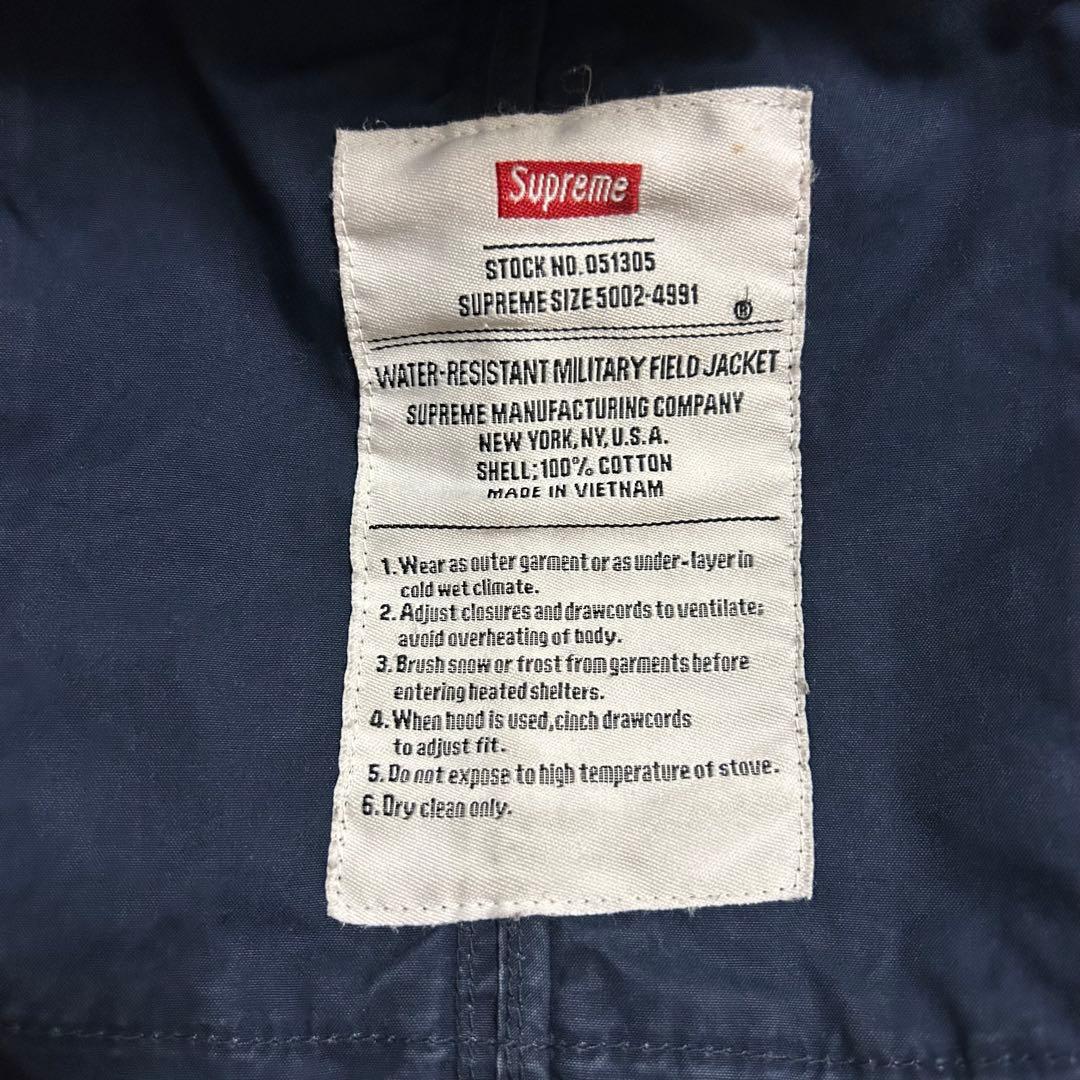 Supreme
STOCK NO. 051305
SUPREME SIZE 5002-4991
®
WATER-RESISTANT MILITARY FIELD JACKET
SUPREME MANUFACTURING COMPANY
NEW YORK, NY, U.S.A.
SHELL; 100% COTTON
MADE IN VIETNAM
1. Wear as outer garment or as under-layer in
cold wet climate.
2. Adjust closures and drawcords to ventilate;
avoid overheating of body.
3. Brush snow or frost from garments before
entering heated shelters.
4. When hood is used, cinch drawcords
to adjust fit.
5. Do not expose to high temperature of stove.
6. Dry clean only.